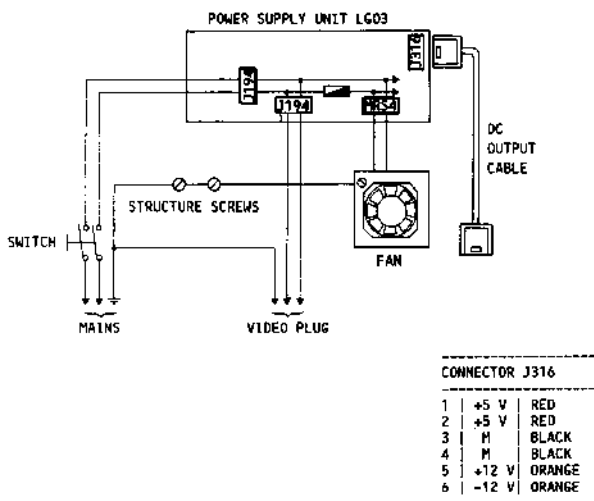 POWER SUPPLY UNIT LG03
J316
J194
J194
MRS4
DC
OUTPUT
CABLE
STRUCTURE SCREWS
SWITCH
FAN
MAINS
VIDEO PLUG
CONNECTOR J316
1 | +5 V | RED
2 | +5 V | RED
3 | M | BLACK
4 | M | BLACK
5 | +12 V | ORANGE
6 | -12 V | ORANGE